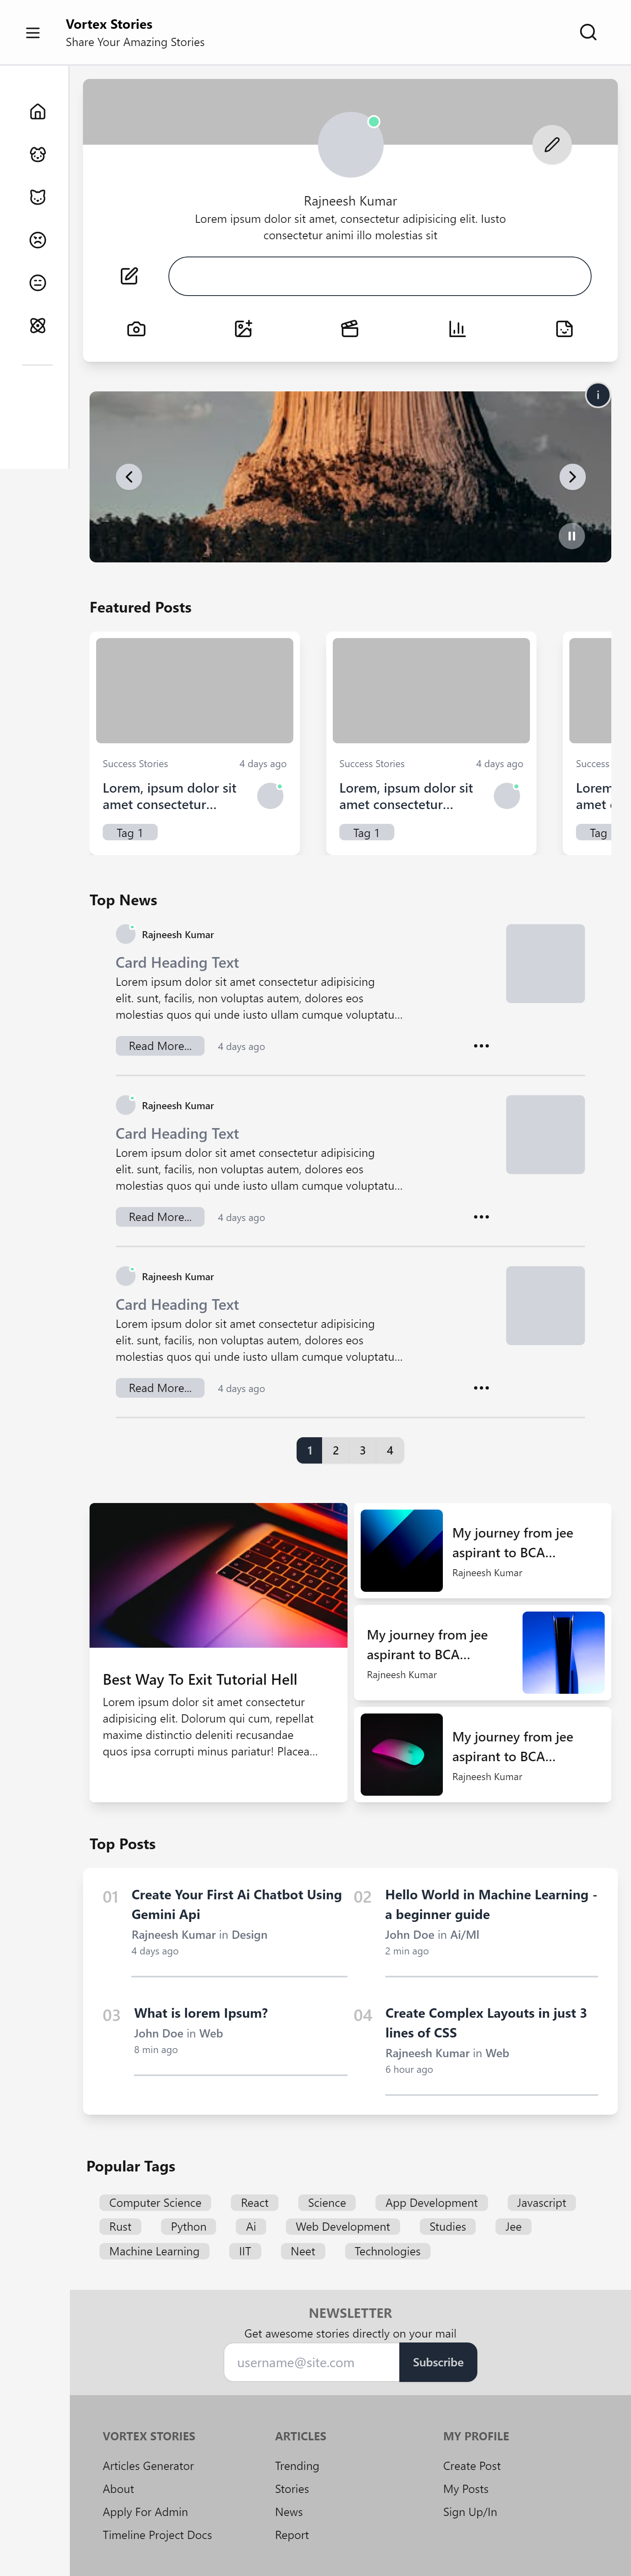 Vortex Stories
Share Your Amazing Stories
Rajneesh Kumar
Lorem ipsum dolor sit amet, consectetur adipisicing elit. Iusto
consectetur animi illo molestias sit
i
Featured Posts
Success Stories
4 days ago
Lorem, ipsum dolor sit
amet consectetur...
Tag 1
Success Stories
4 days ago
Lorem, ipsum dolor sit
amet consectetur...
Tag 1
Success
Lorem
amet
Tag
Top News
Rajneesh Kumar
Card Heading Text
Lorem ipsum dolor sit amet consectetur adipisicing
elit. sunt, facilis, non voluptas autem, dolores eos
molestias quos qui unde iusto ullam cumque voluptatu...
Read More...
4 days ago
Rajneesh Kumar
Card Heading Text
Lorem ipsum dolor sit amet consectetur adipisicing
elit. sunt, facilis, non voluptas autem, dolores eos
molestias quos qui unde iusto ullam cumque voluptatu...
Read More...
4 days ago
Rajneesh Kumar
Card Heading Text
Lorem ipsum dolor sit amet consectetur adipisicing
elit. sunt, facilis, non voluptas autem, dolores eos
molestias quos qui unde iusto ullam cumque voluptatu...
Read More...
4 days ago
1 2 3 4
Best Way To Exit Tutorial Hell
Lorem ipsum dolor sit amet consectetur
adipisicing elit. Dolorum qui cum, repellat
maxime distinctio deleniti recusandae
quos ipsa corrupti minus pariatur! Placea...
My journey from jee
aspirant to BCA...
Rajneesh Kumar
My journey from jee
aspirant to BCA...
Rajneesh Kumar
My journey from jee
aspirant to BCA...
Rajneesh Kumar
Top Posts
01
Create Your First Ai Chatbot Using
Gemini Api
Rajneesh Kumar in Design
4 days ago
02
Hello World in Machine Learning -
a beginner guide
John Doe in Ai/Ml
2 min ago
03
What is lorem Ipsum?
John Doe in Web
8 min ago
04
Create Complex Layouts in just 3
lines of CSS
Rajneesh Kumar in Web
6 hour ago
Popular Tags
Computer Science React Science App Development Javascript
Rust Python Ai Web Development Studies Jee
Machine Learning IIT Neet Technologies
NEWSLETTER
Get awesome stories directly on your mail
username@site.com
Subscribe
VORTEX STORIES
Articles Generator
About
Apply For Admin
Timeline Project Docs
ARTICLES
Trending
Stories
News
Report
MY PROFILE
Create Post
My Posts
Sign Up/In